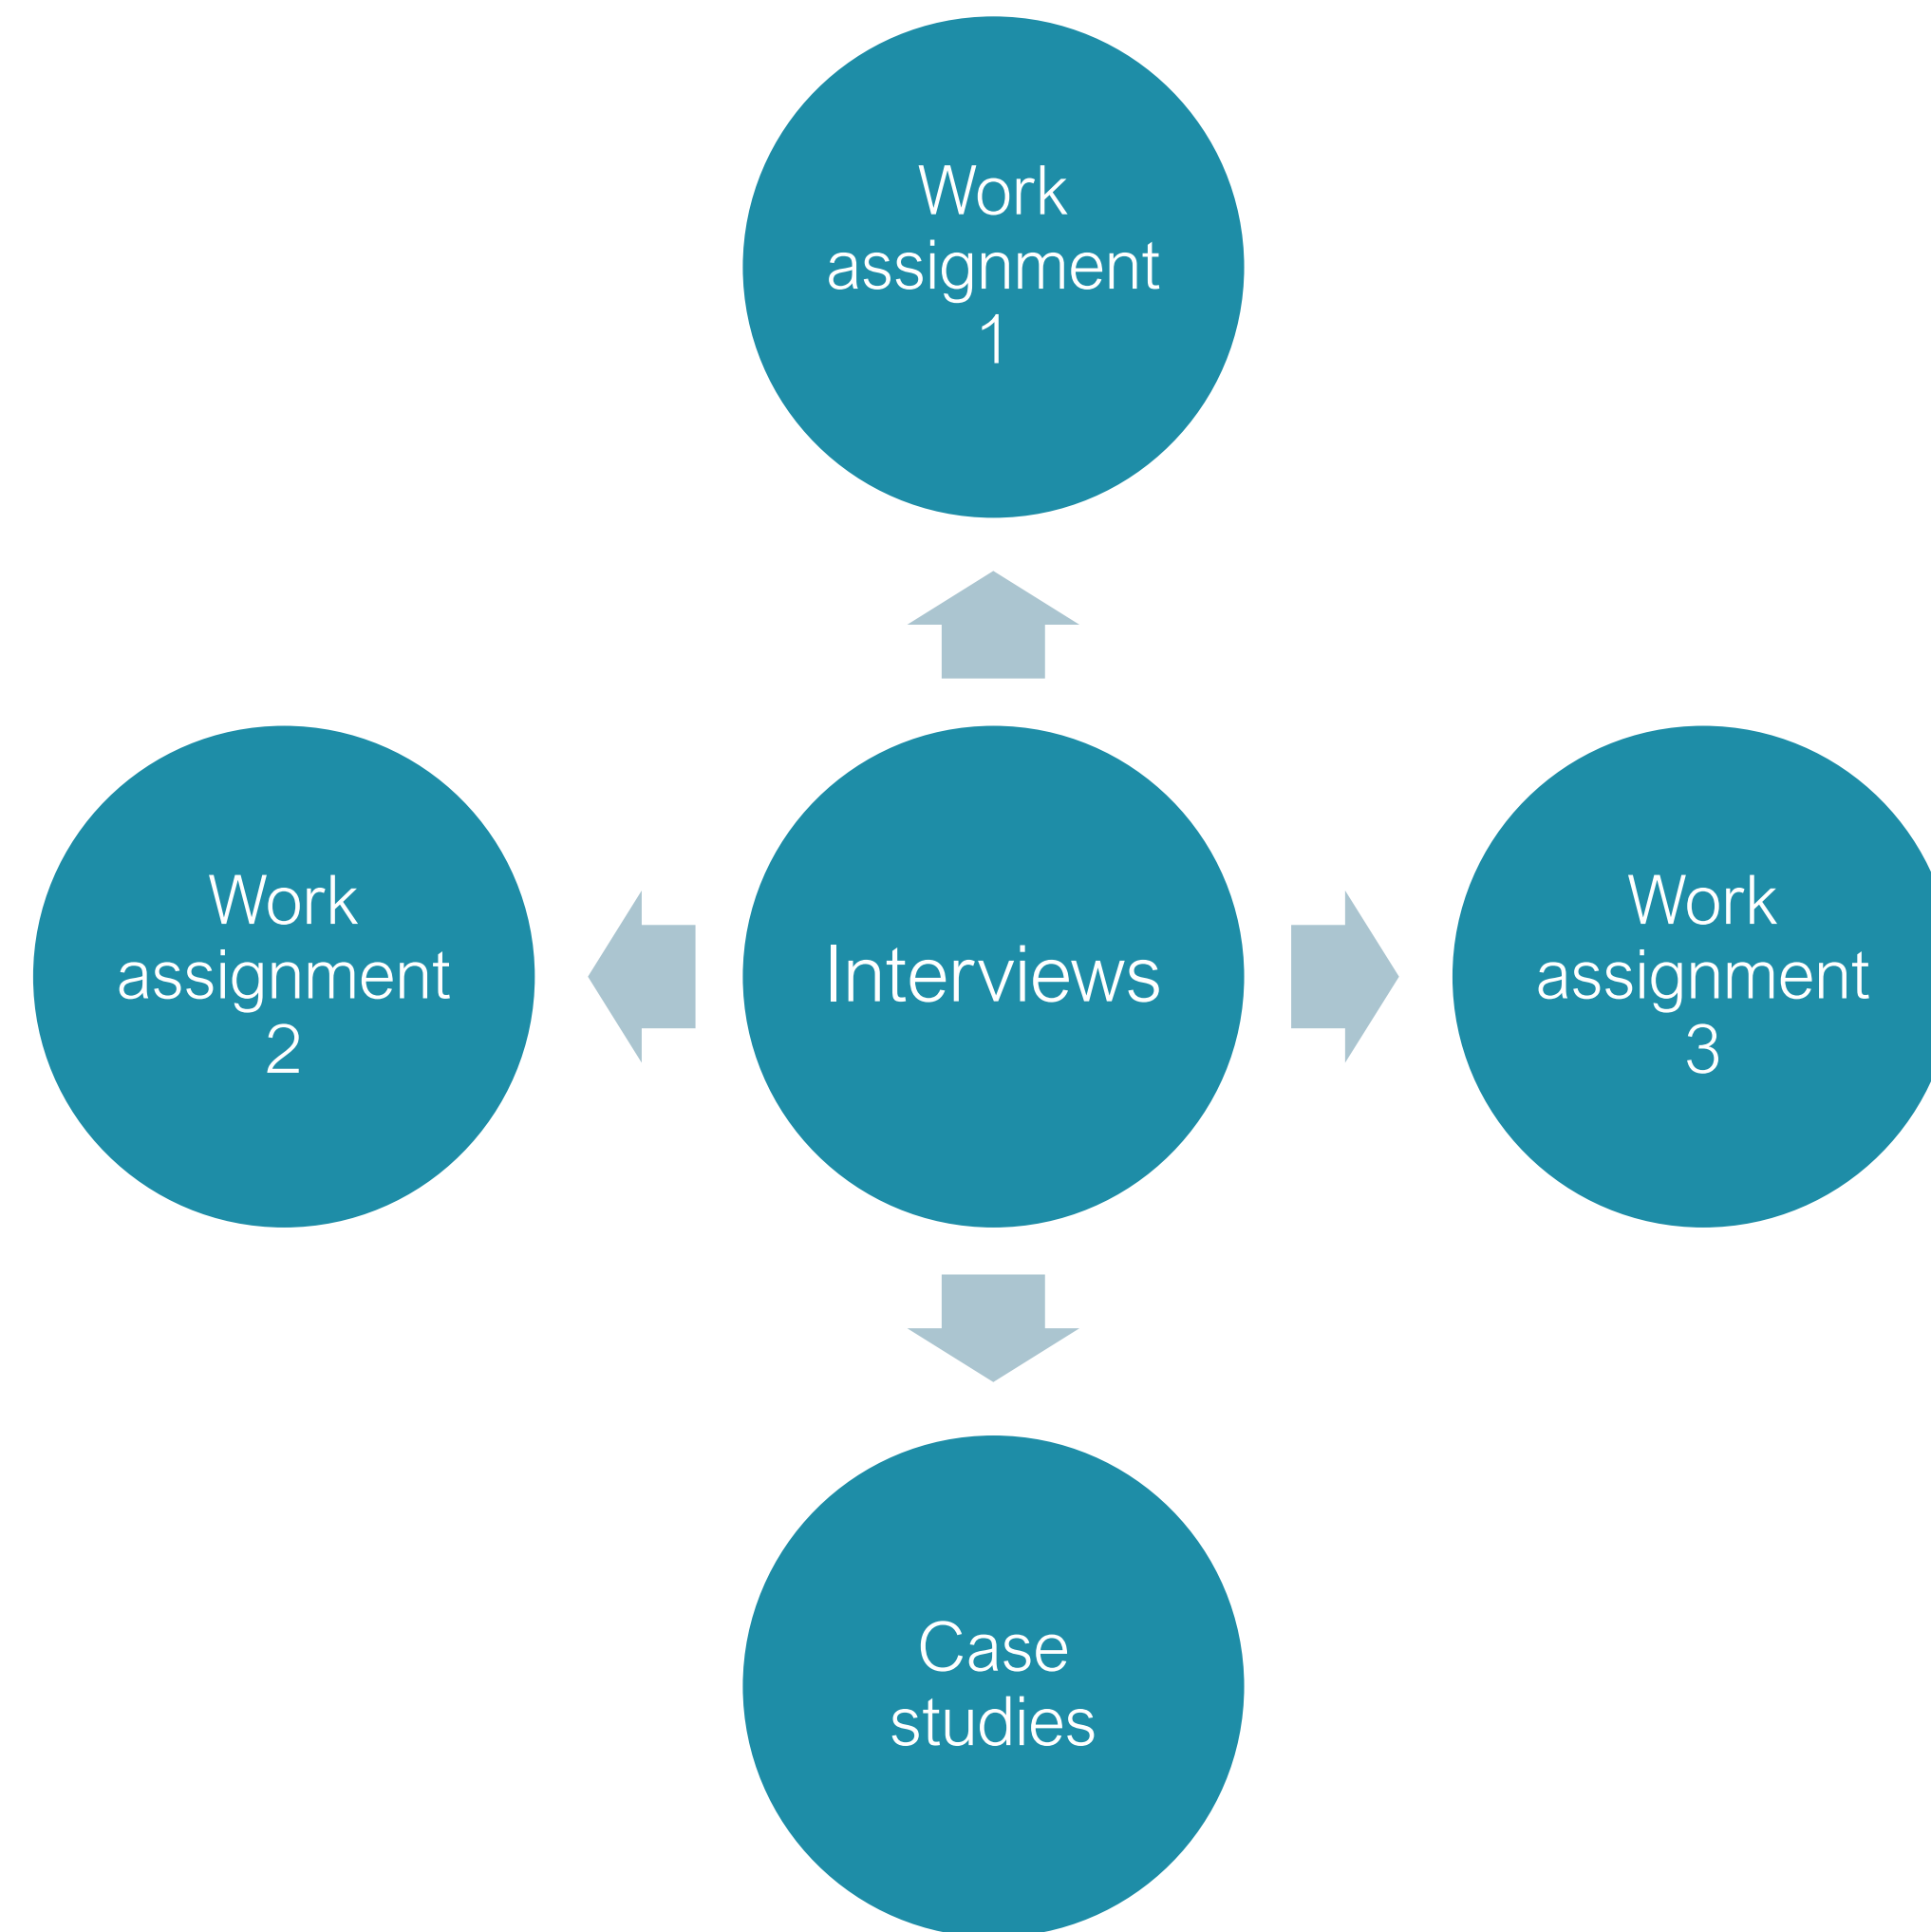 Work
assignment
1
Work
assignment
2
Interviews
Work
assignment
3
Case
studies